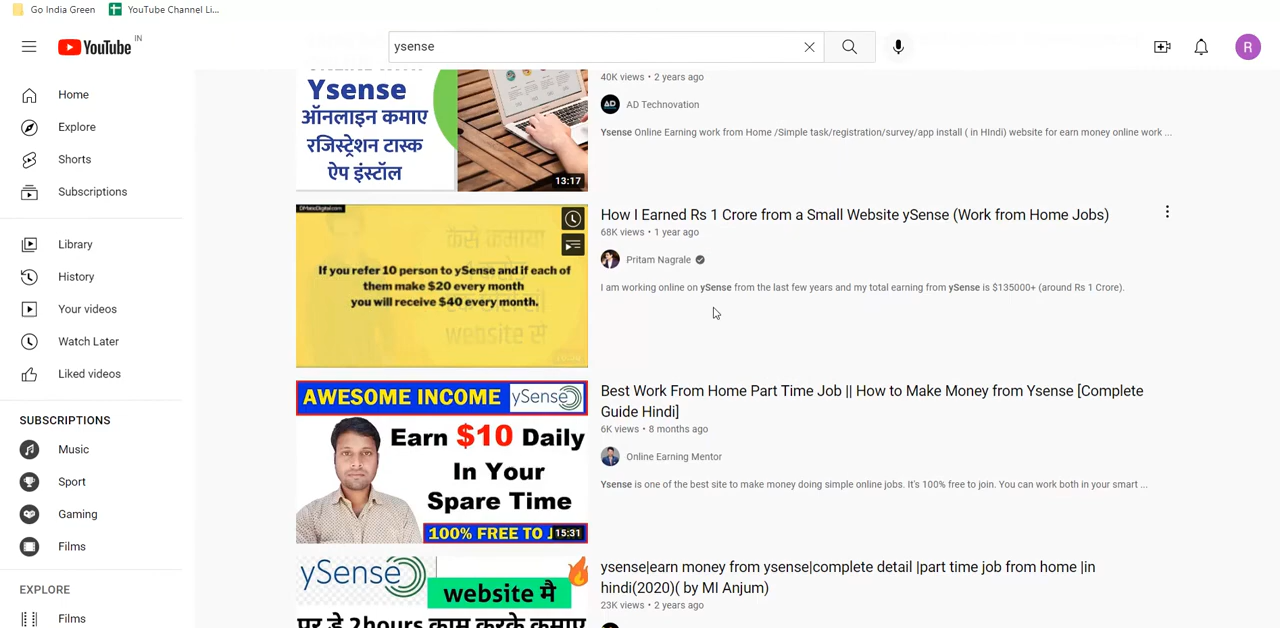 Go India Green
YouTube Channel Li...
YouTube IN
ysense
R
Home
Explore
Shorts
Subscriptions
Library
History
Your videos
Watch Later
Liked videos
SUBSCRIPTIONS
Music
Sport
Gaming
Films
EXPLORE
Films
Ysense
ऑनलाइन कमाए
रजिस्ट्रेशन टास्क
ऐप इंस्टॉल
13:17
40K views • 2 years ago
AD Technovation
Ysense Online Earning work from Home /Simple task/registration/survey/app install ( in HIndi) website for earn money online work ...
DMaticDigital.com
कैसे कमाया
If you refer 10 person to ySense and if each of
them make $20 every month
you will receive $40 every month.
website से
How I Earned Rs 1 Crore from a Small Website ySense (Work from Home Jobs)
68K views • 1 year ago
Pritam Nagrale
I am working online on ySense from the last few years and my total earning from ySense is $135000+ (around Rs 1 Crore).
AWESOME INCOME ySense
Earn $10 Daily
In Your
Spare Time
100% FREE TO J
15:31
Best Work From Home Part Time Job || How to Make Money from Ysense [Complete
Guide Hindi]
6K views • 8 months ago
Online Earning Mentor
Ysense is one of the best site to make money doing simple online jobs. It's 100% free to join. You can work both in your smart ...
ySense
website मै
ysense|earn money from ysense|complete detail |part time job from home |in
hindi(2020)( by MI Anjum)
23K views • 2 years ago